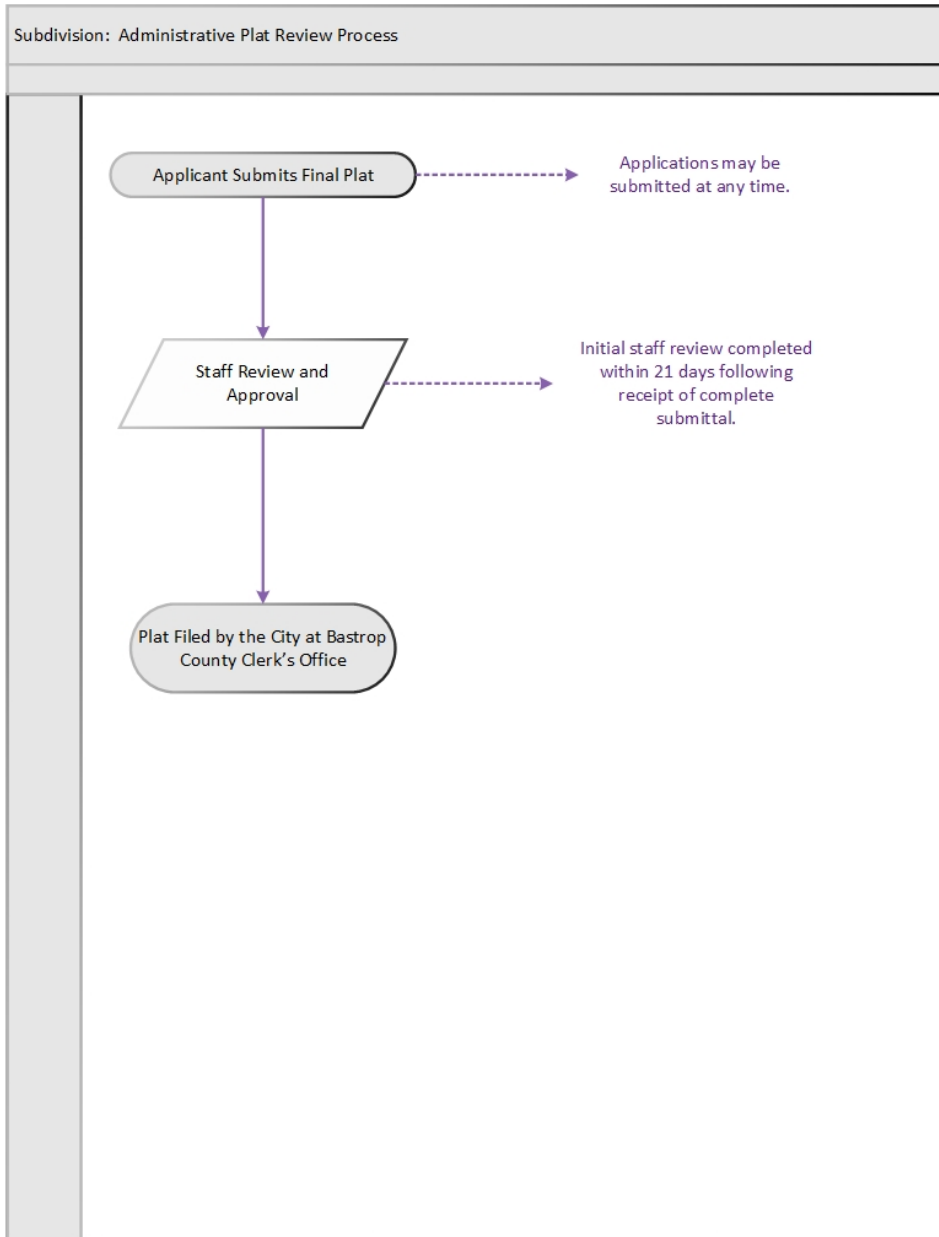 Subdivision:  Administrative Plat Review Process
Applicant Submits Final Plat
Applications may be
submitted at any time.
Staff Review and
Approval
Initial staff review completed
within 21 days following
receipt of complete
submittal.
Plat Filed by the City at Bastrop
County Clerk’s Office